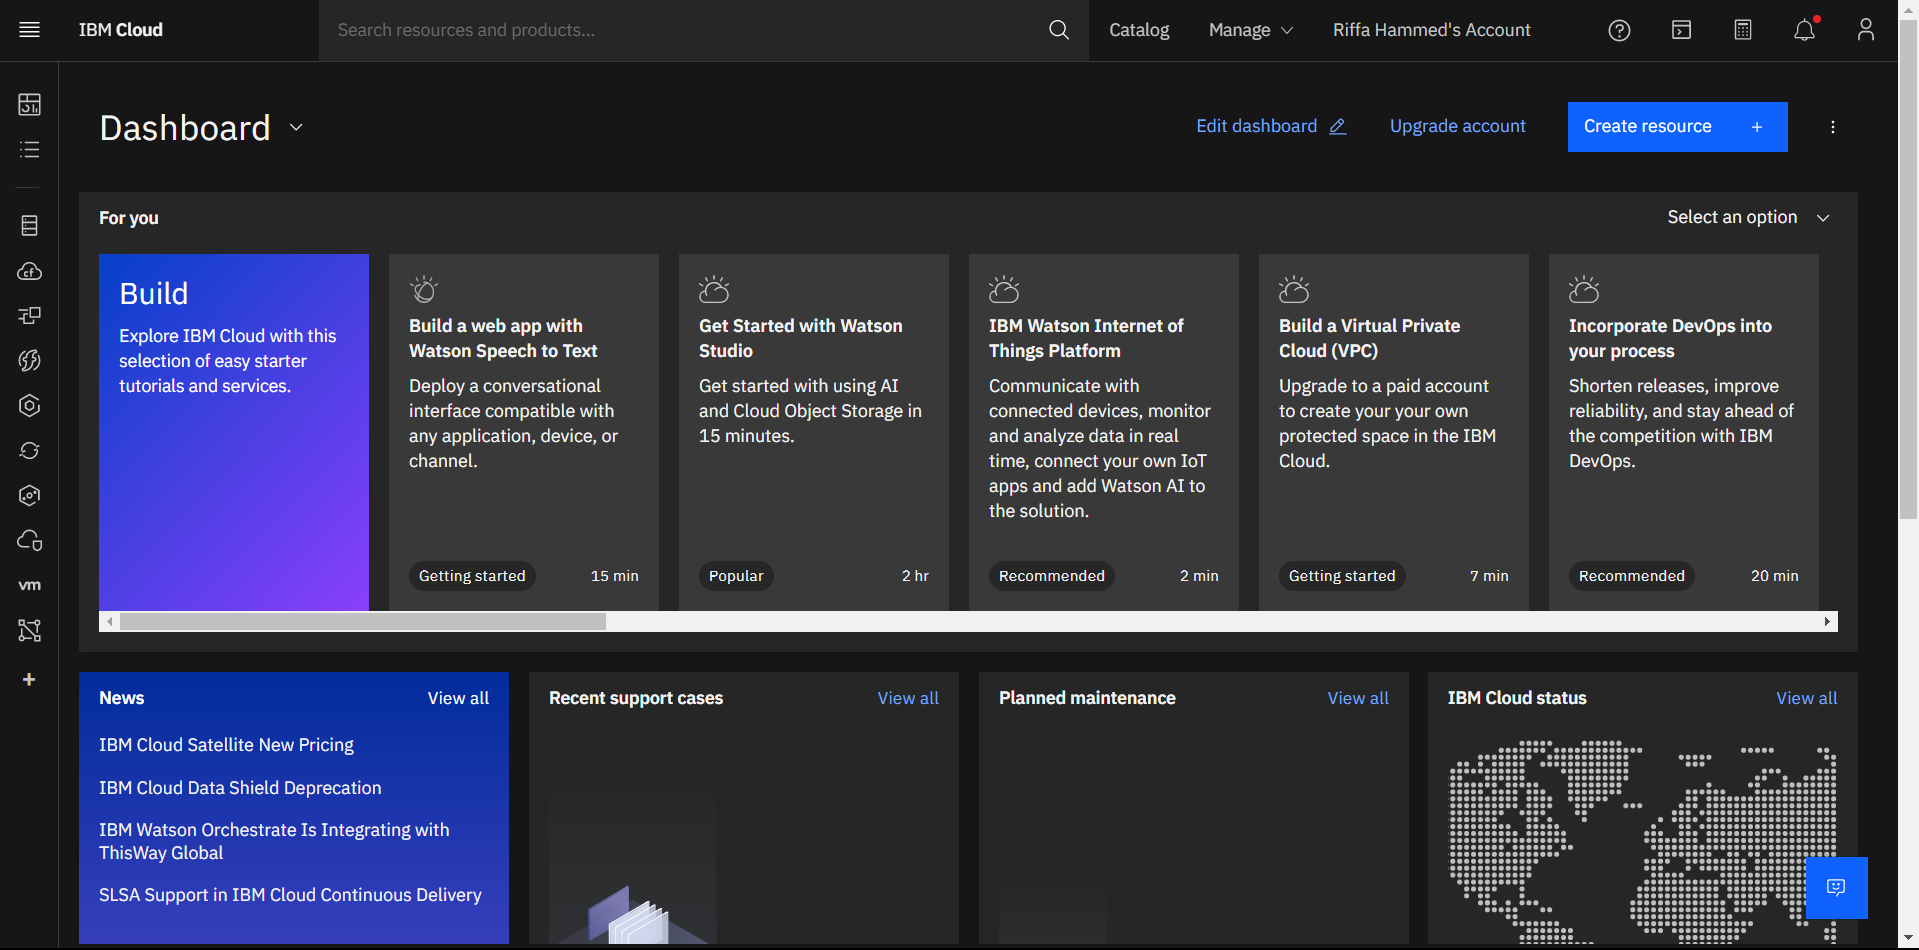 IBM Cloud
Search resources and products...
Catalog
Manage
Riffa Hammed's Account
Dashboard
Edit dashboard
Upgrade account
Create resource +
For you
Select an option
Build
Explore IBM Cloud with this
selection of easy starter
tutorials and services.
Build a web app with
Watson Speech to Text
Deploy a conversational
interface compatible with
any application, device, or
channel.
Getting started
15 min
Get Started with Watson
Studio
Get started with using AI
and Cloud Object Storage in
15 minutes.
Popular
2 hr
IBM Watson Internet of
Things Platform
Communicate with
connected devices, monitor
and analyze data in real
time, connect your own IoT
apps and add Watson AI to
the solution.
Recommended
2 min
Build a Virtual Private
Cloud (VPC)
Upgrade to a paid account
to create your your own
protected space in the IBM
Cloud.
Getting started
7 min
Incorporate DevOps into
your process
Shorten releases, improve
reliability, and stay ahead of
the competition with IBM
DevOps.
Recommended
20 min
cf
vm
+
News
View all
IBM Cloud Satellite New Pricing
IBM Cloud Data Shield Deprecation
IBM Watson Orchestrate Is Integrating with
ThisWay Global
SLSA Support in IBM Cloud Continuous Delivery
Recent support cases
View all
Planned maintenance
View all
IBM Cloud status
View all